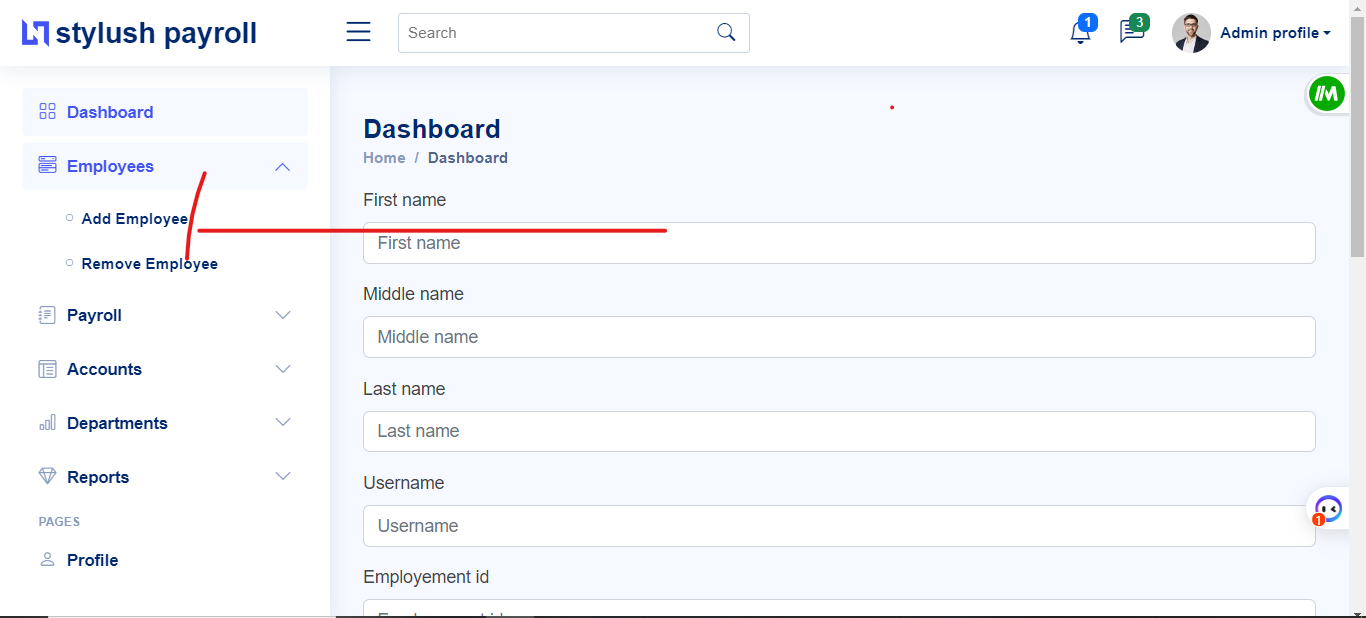 stylush payroll
Search
1
3
Admin profile
Dashboard
Employees
Add Employee
Remove Employee
Payroll
Accounts
Departments
Reports
PAGES
Profile
Dashboard
Home / Dashboard
First name
First name
Middle name
Middle name
Last name
Last name
Username
Username
Employement id
1